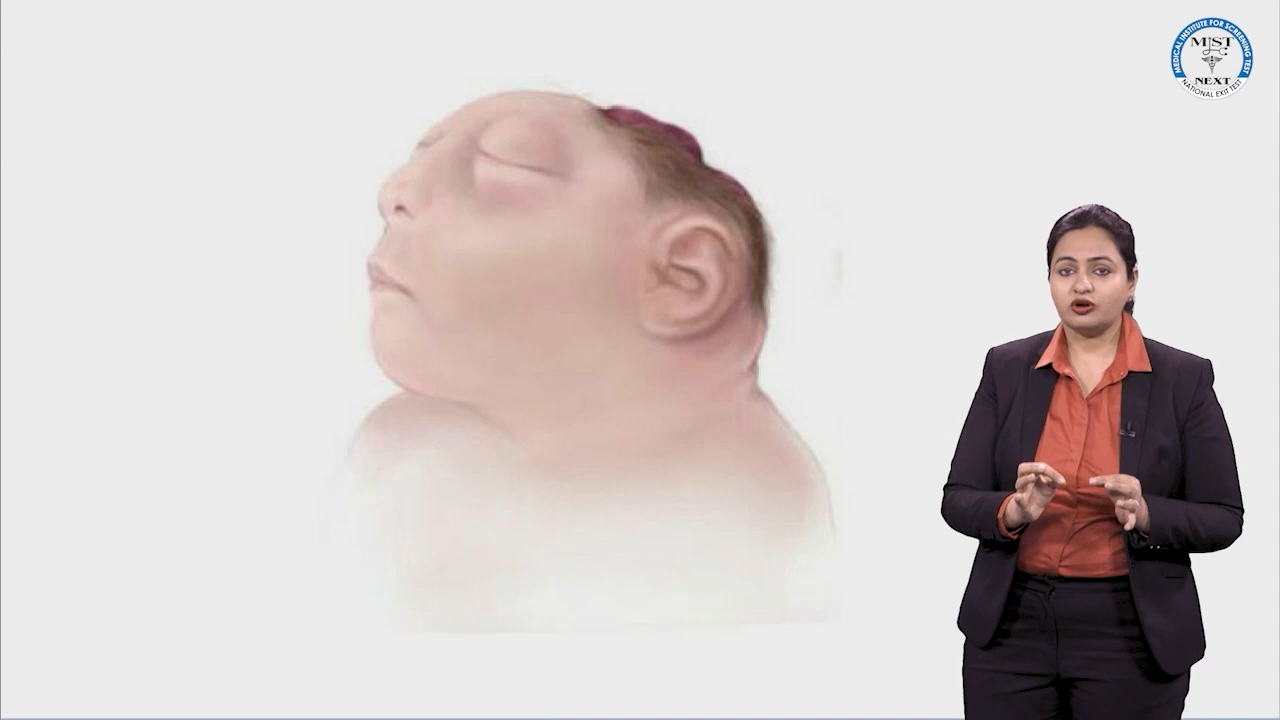 MEDICAL INSTITUTE FOR SCREENING TEST
MIST
NEXT
NATIONAL EXIT TEST